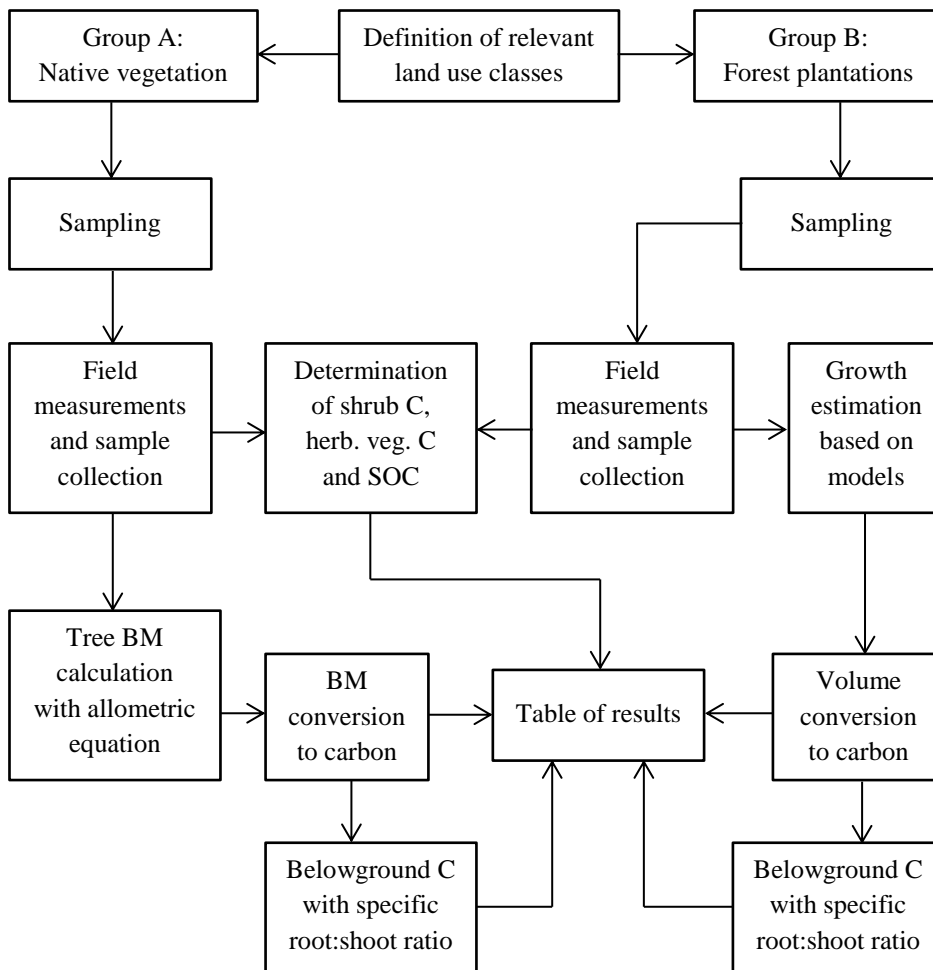 Group A:
Native vegetation
Definition of relevant
land use classes
Group B:
Forest plantations
Sampling
Sampling
Field
measurements
and sample
collection
Determination
of shrub C,
herb. veg. C
and SOC
Field
measurements
and sample
collection
Growth
estimation
based on
models
Tree BM
calculation
with allometric
equation
BM
conversion
to carbon
Table of results
Volume
conversion
to carbon
Belowground C
with specific
root:shoot ratio
Belowground C
with specific
root:shoot ratio